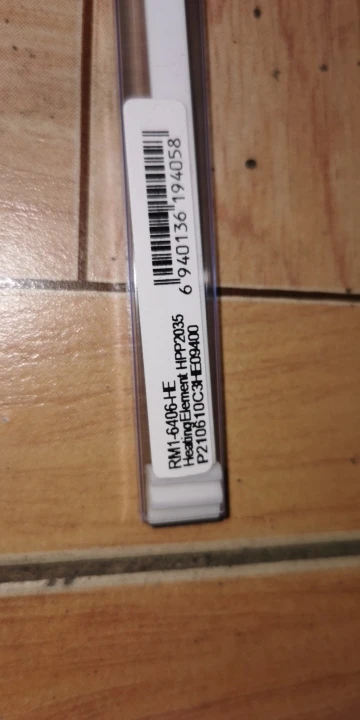 6 940136 194058
RM1-6406-HE
Heating Element HPP2035
P210610C3HE09400